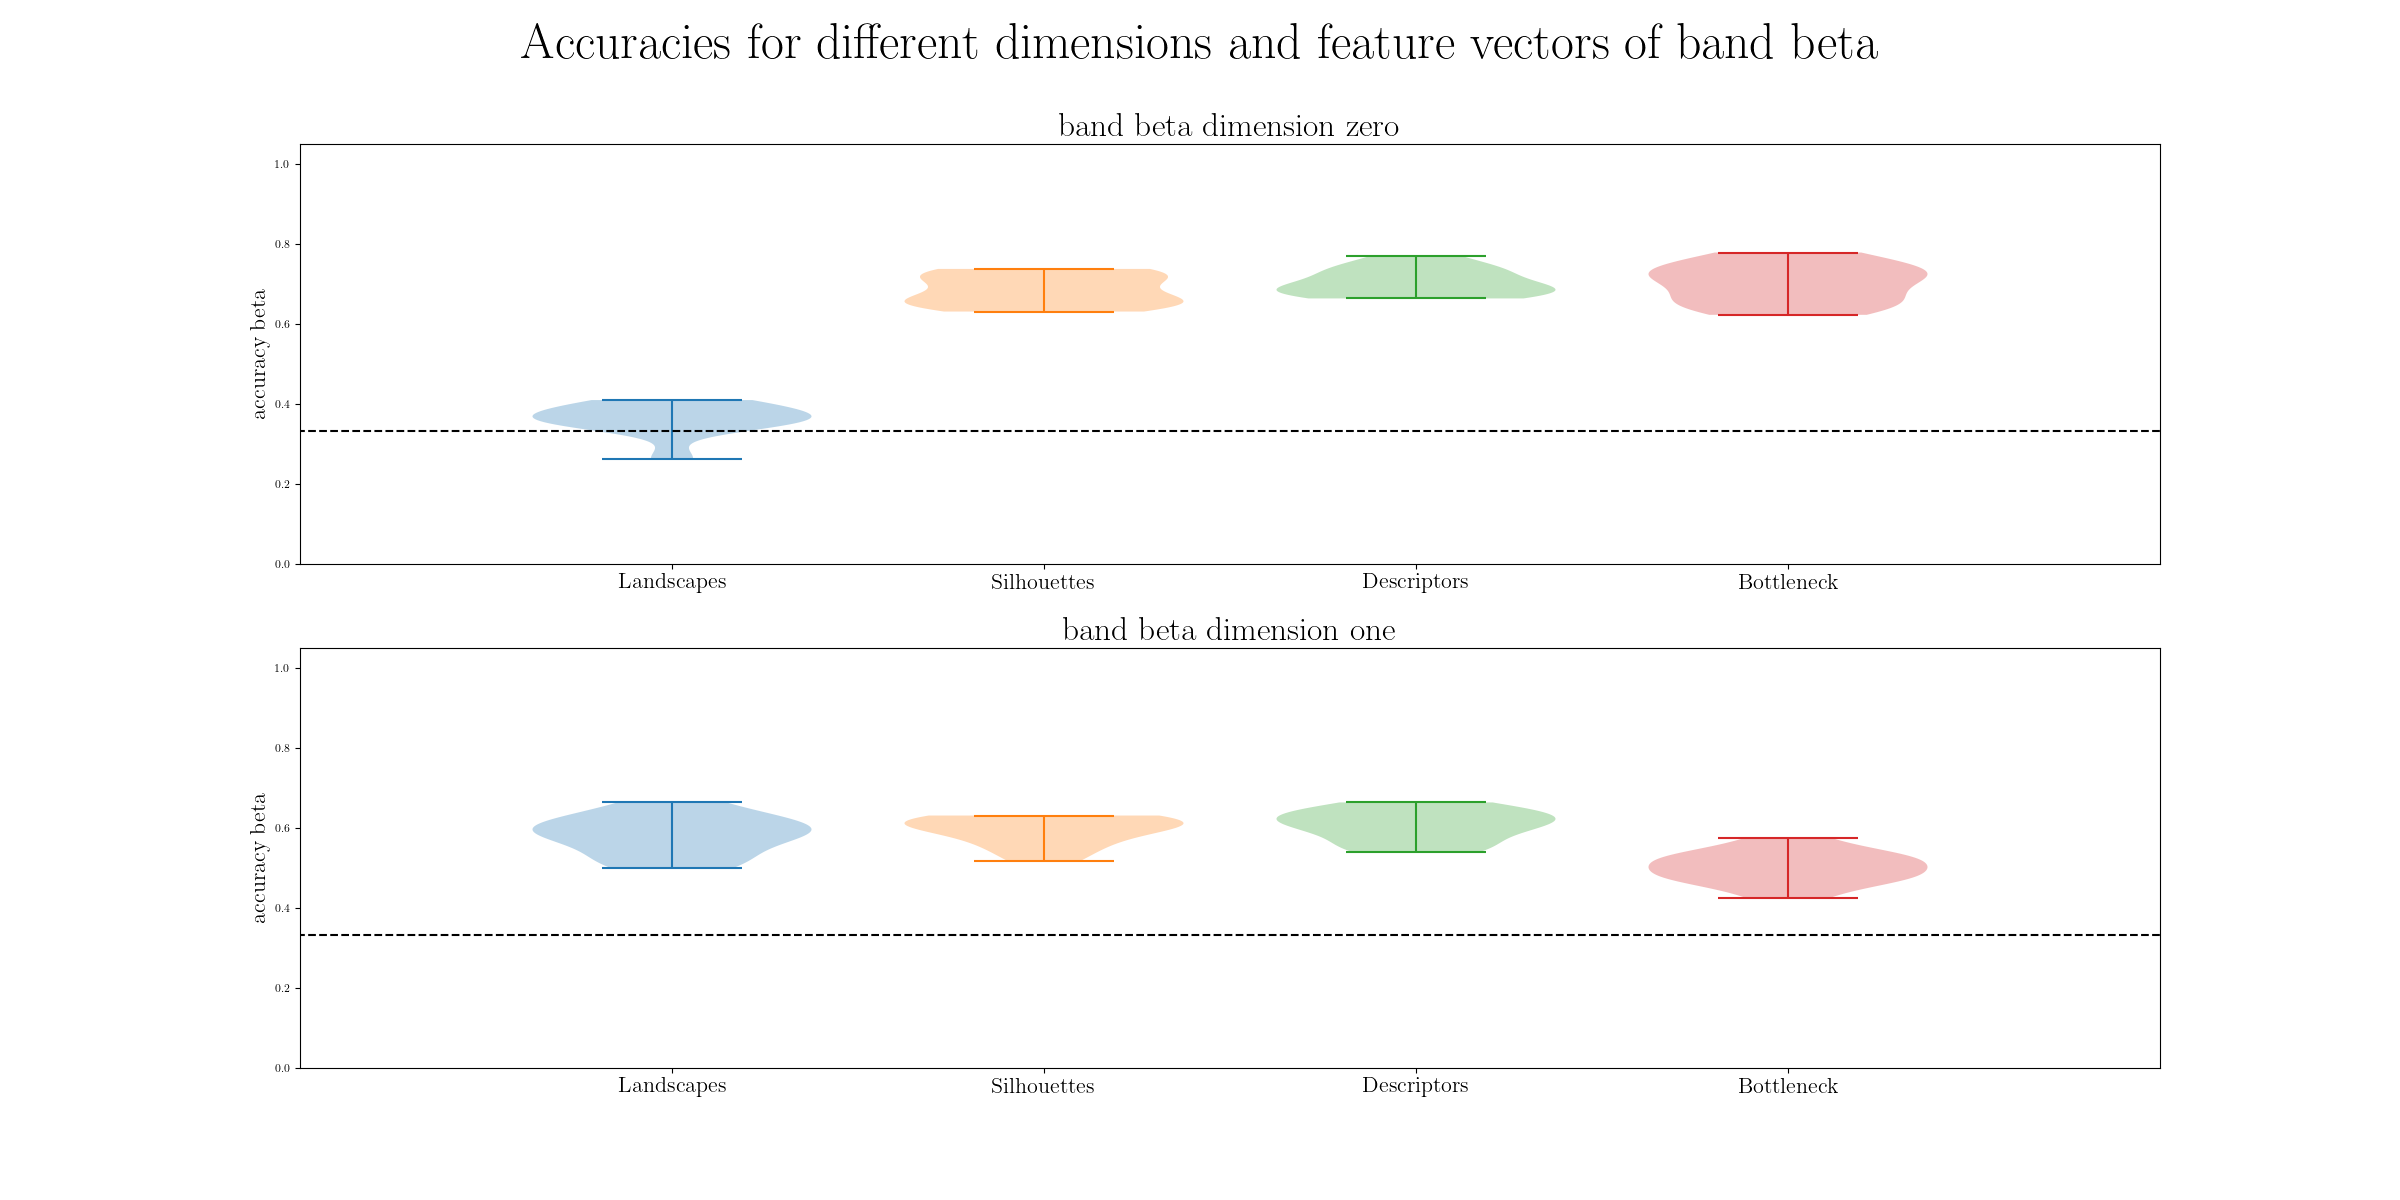 Accuracies for different dimensions and feature vectors of band beta
band beta dimension zero
accuracy beta
1.0
0.8
0.6
0.4
0.2
0.0
Landscapes Silhouettes Descriptors Bottleneck
band beta dimension one
accuracy beta
1.0
0.8
0.6
0.4
0.2
0.0
Landscapes Silhouettes Descriptors Bottleneck